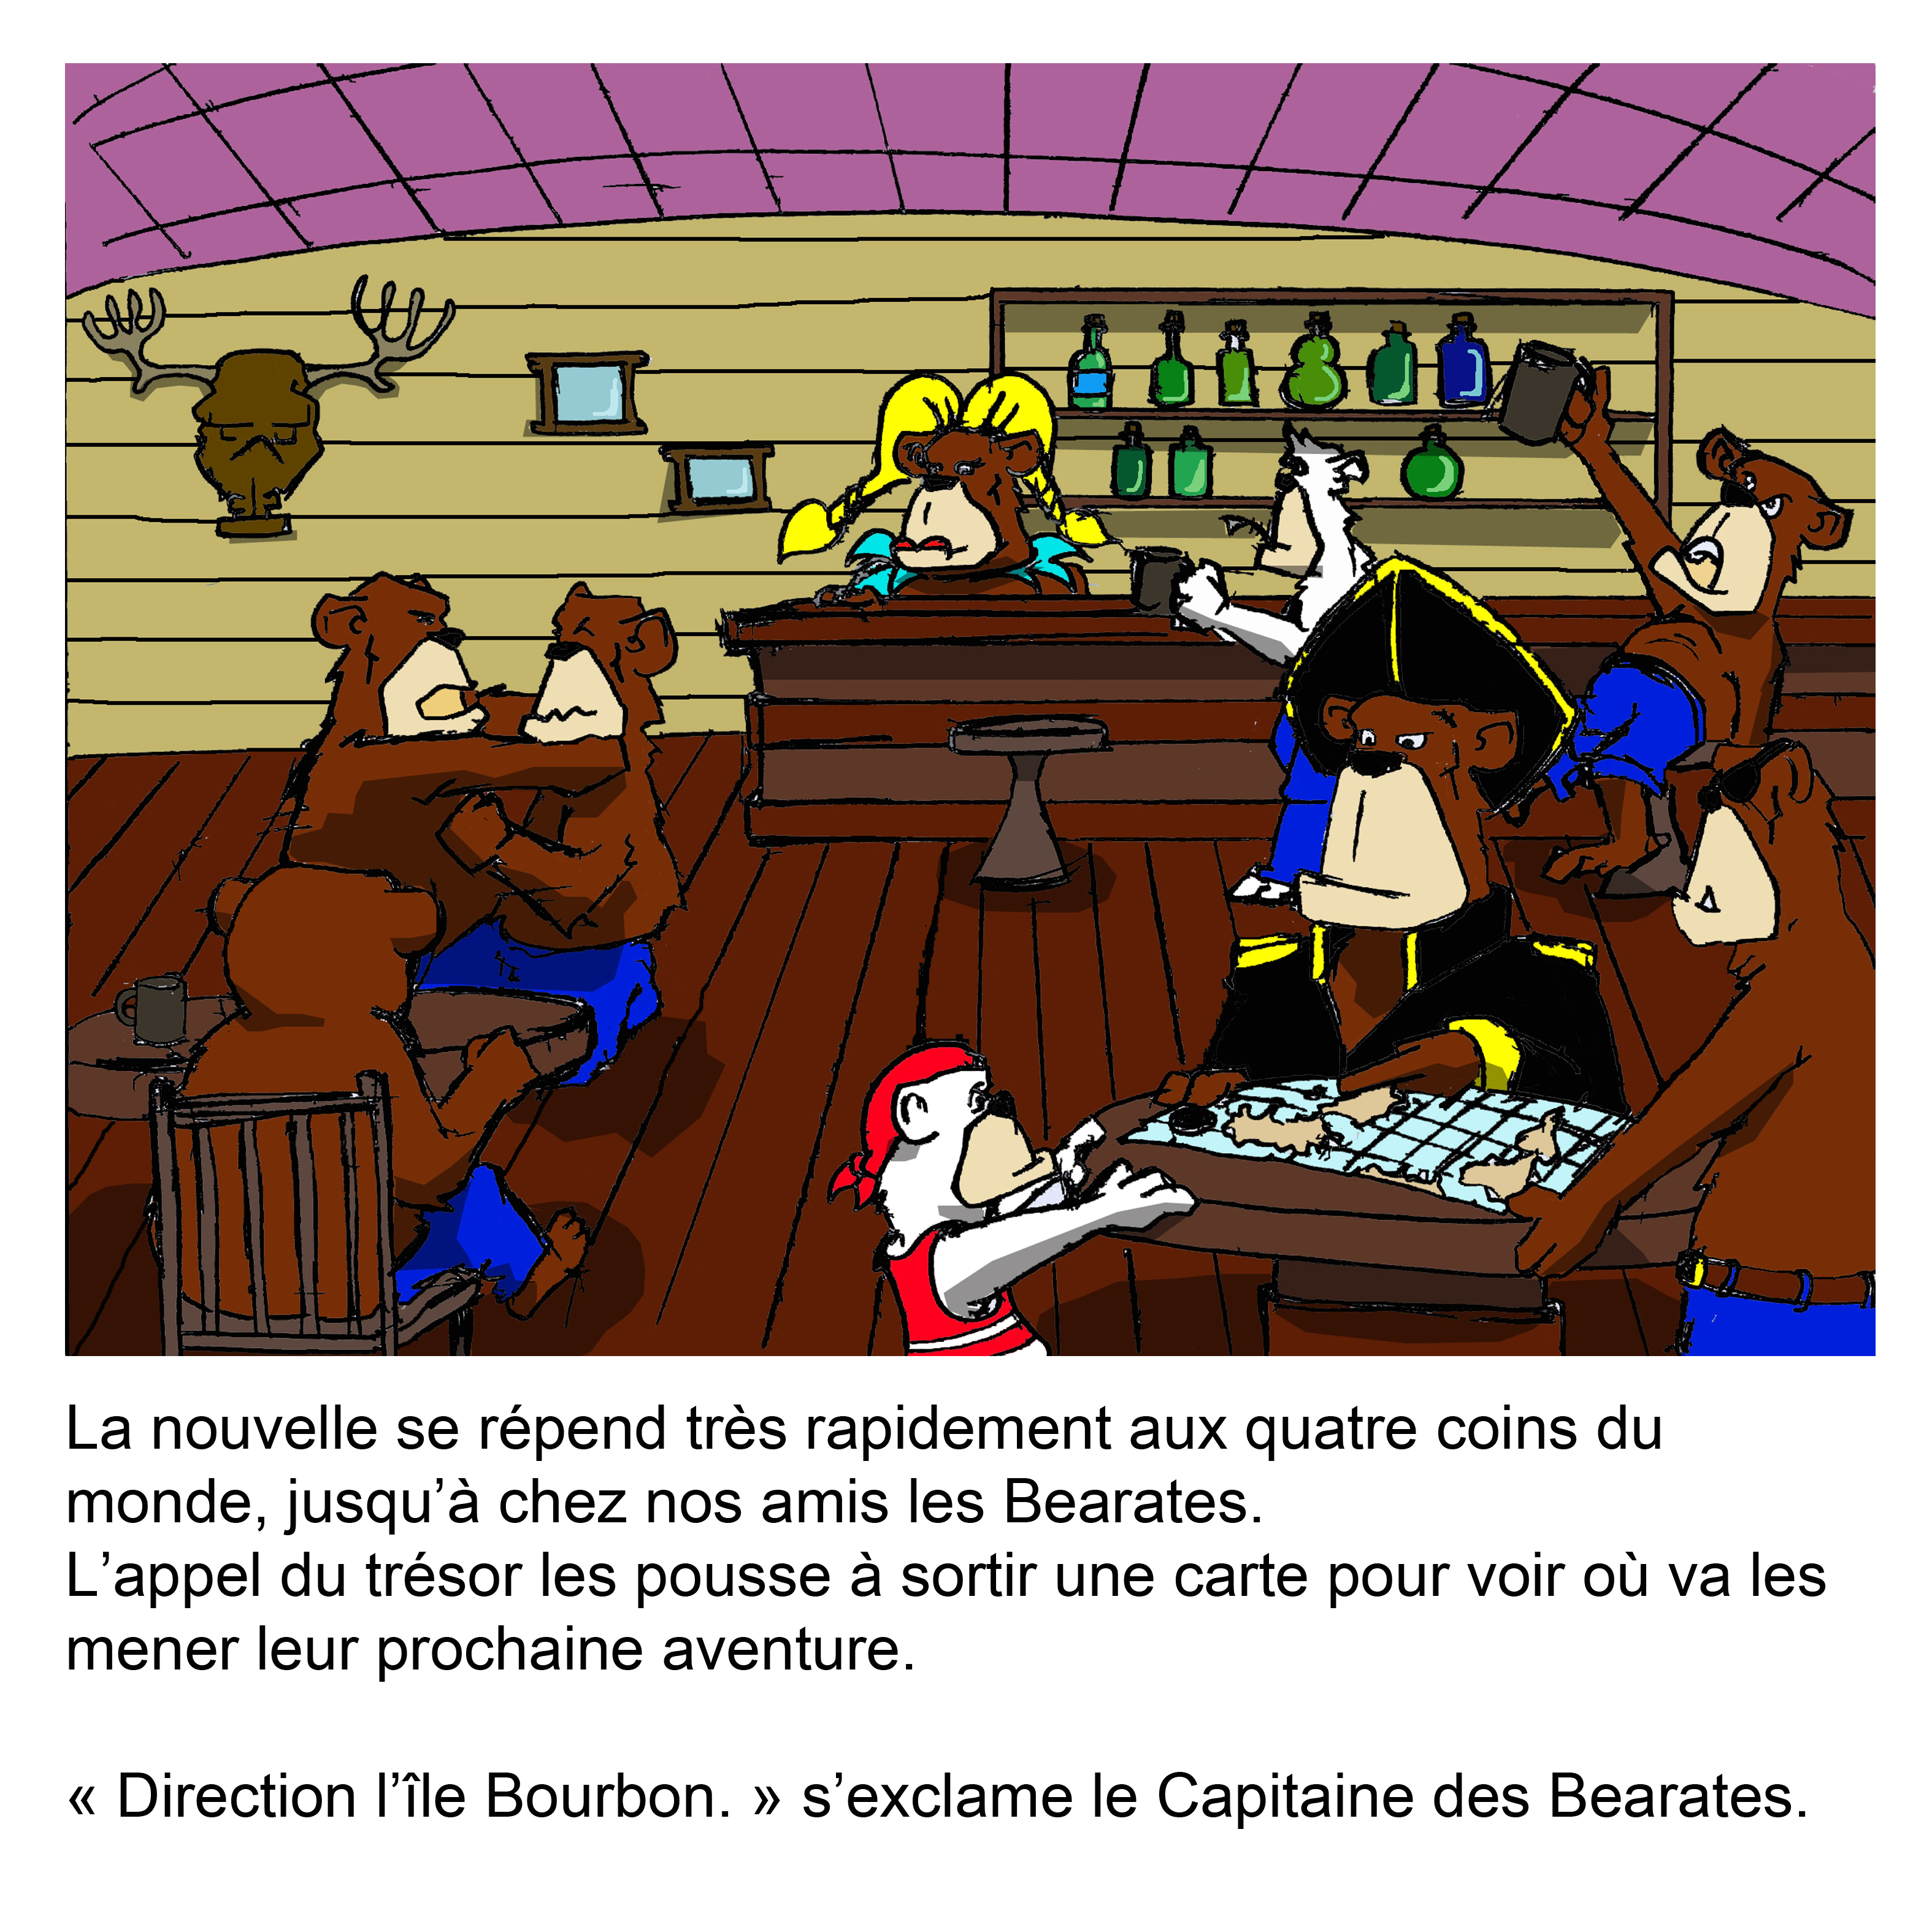 La nouvelle se répend très rapidement aux quatre coins du
monde, jusqu’à chez nos amis les Bearates.
L’appel du trésor les pousse à sortir une carte pour voir où va les
mener leur prochaine aventure.
« Direction l’île Bourbon. » s’exclame le Capitaine des Bearates.